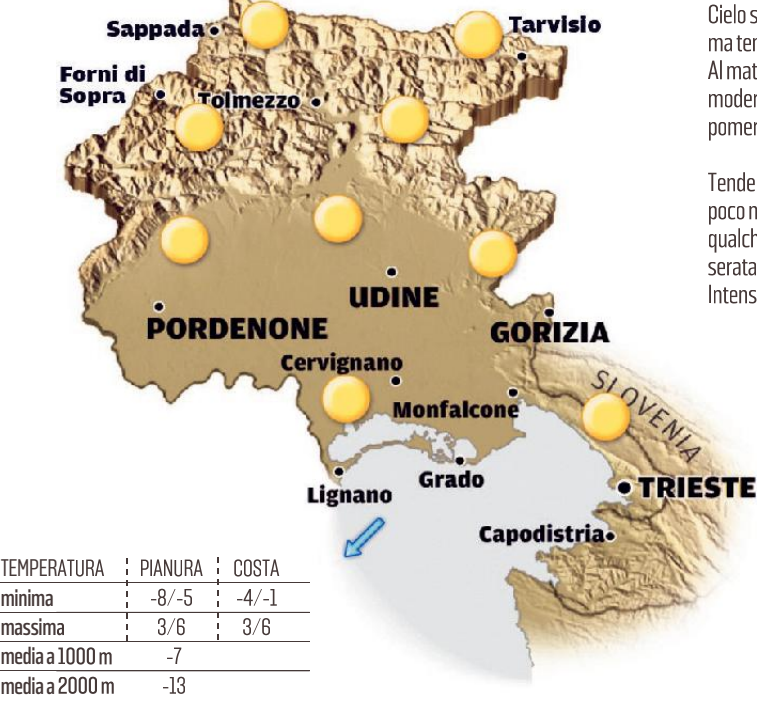 Sappada
Tarvisio
Forni di
Sopra
Tolmezzo
UDINE
PORDENONE
GORIZIA
Cervignano
Monfalcone
SLOVENIA
Grado
Lignano
TRIESTE
Capodistria
TEMPERATURA PIANURA COSTA
minima -8/-5 -4/-1
massima 3/6 3/6
media a 1000 m -7
media a 2000 m -13
Cielo s
ma ter
Al mat
moder
pomer
Tende
poco n
qualch
serata
Intens